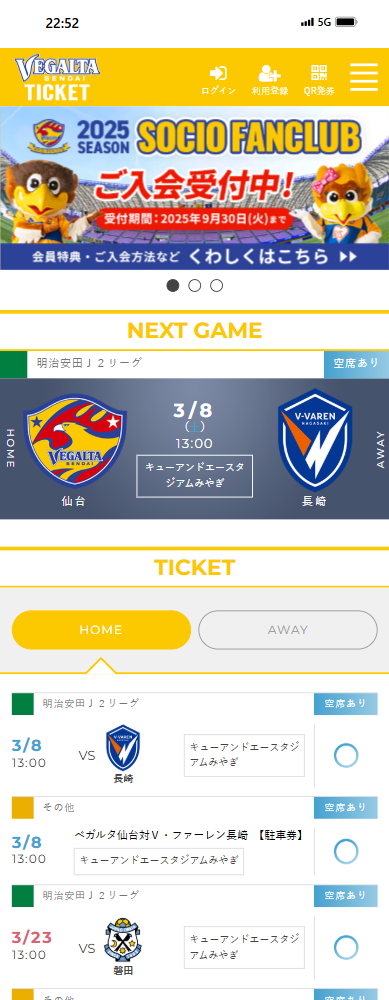 22:52
5G
VEGALTA
SENDAI
TICKET
ログイン
利用登録
QR発券
2025
SEASON
SOCIO FANCLUB
ご入会受付中!
受付期間:2025年9月30日(火)まで
会員特典・ご入会方法など くわしくはこちら ▶▶
NEXT GAME
明治安田J2リーグ
空席あり
HOME
VEGALTA
SENDAI
仙台
3/8
(土)
13:00
キューアンドエースタ
ジアムみやぎ
V-VAREN
NAGASAKI
長崎
AWAY
TICKET
HOME
AWAY
明治安田J2リーグ
空席あり
3/8
13:00
VS
V-VAREN
NAGASAKI
長崎
キューアンドエースタジ
アムみやぎ
その他
空席あり
3/8
13:00
ベガルタ仙台対V・ファーレン長崎 【駐車券】
キューアンドエースタジアムみやぎ
明治安田J2リーグ
空席あり
3/23
13:00
VS
磐田
キューアンドエースタジ
アムみやぎ
その他
空席あり